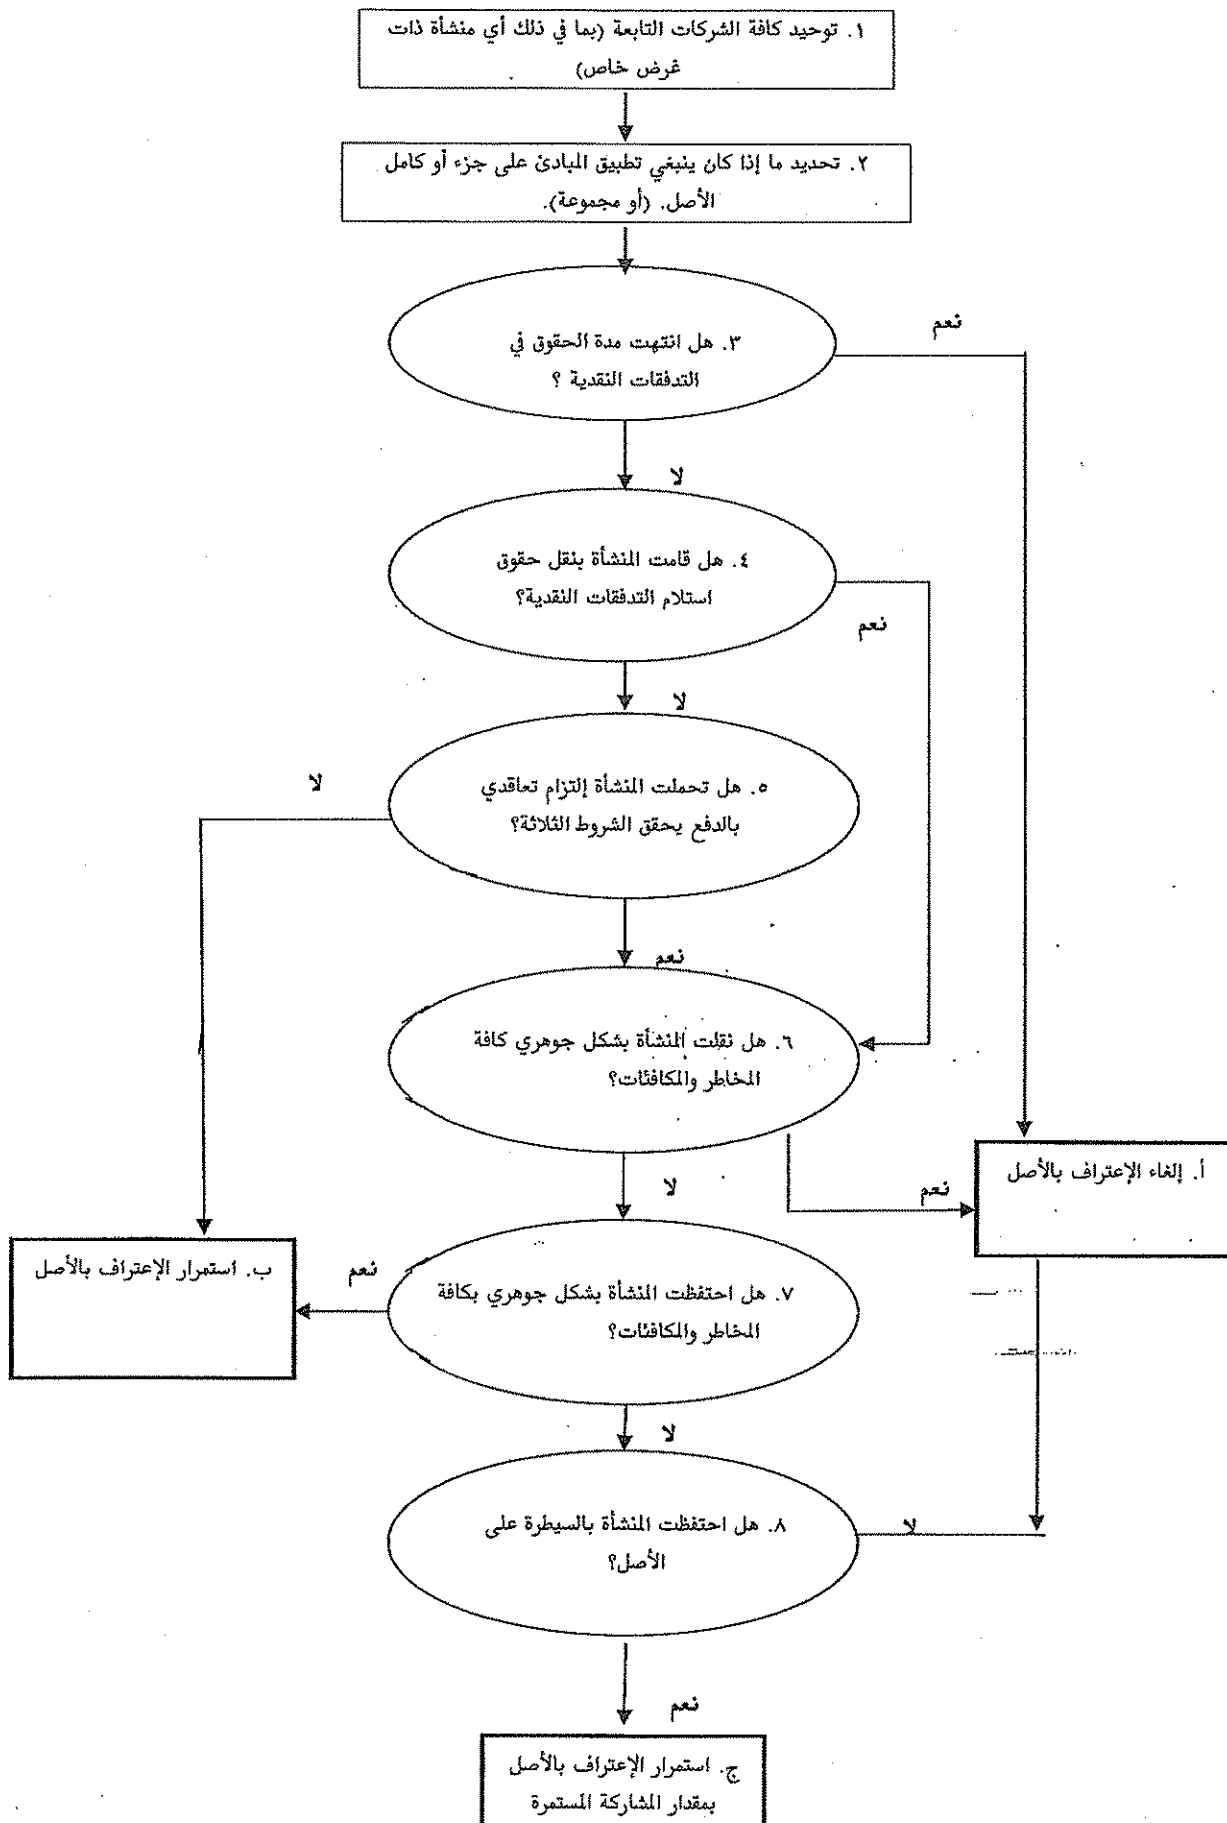 ١. توحيد كافة الشركات التابعة (بما في ذلك أي منشأة ذات
غرض خاص)
٢. تحديد ما إذا كان ينبغي تطبيق المبادئ على جزء أو كامل
الأصل. (أو مجموعة).
٣. هل انتهت مدة الحقوق في
التدفقات النقدية ؟
نعم
لا
٤. هل قامت المنشأة بنقل حقوق
استلام التدفقات النقدية؟
نعم
لا
٥. هل تحملت المنشأة إلتزام تعاقدي
بالدفع يحقق الشروط الثلاثة؟
لا
نعم
٦. هل نقلت المنشأة بشكل جوهري كافة
المخاطر والمكافئات؟
نعم
لا
أ. إلغاء الإعتراف بالأصل
٧. هل احتفظت المنشأة بشكل جوهري بكافة
المخاطر والمكافئات؟
نعم
ب. استمرار الإعتراف بالأصل
لا
٨. هل احتفظت المنشأة بالسيطرة على
الأصل؟
لا
نعم
ج. استمرار الإعتراف بالأصل
بمقدار المشاركة المستمرة